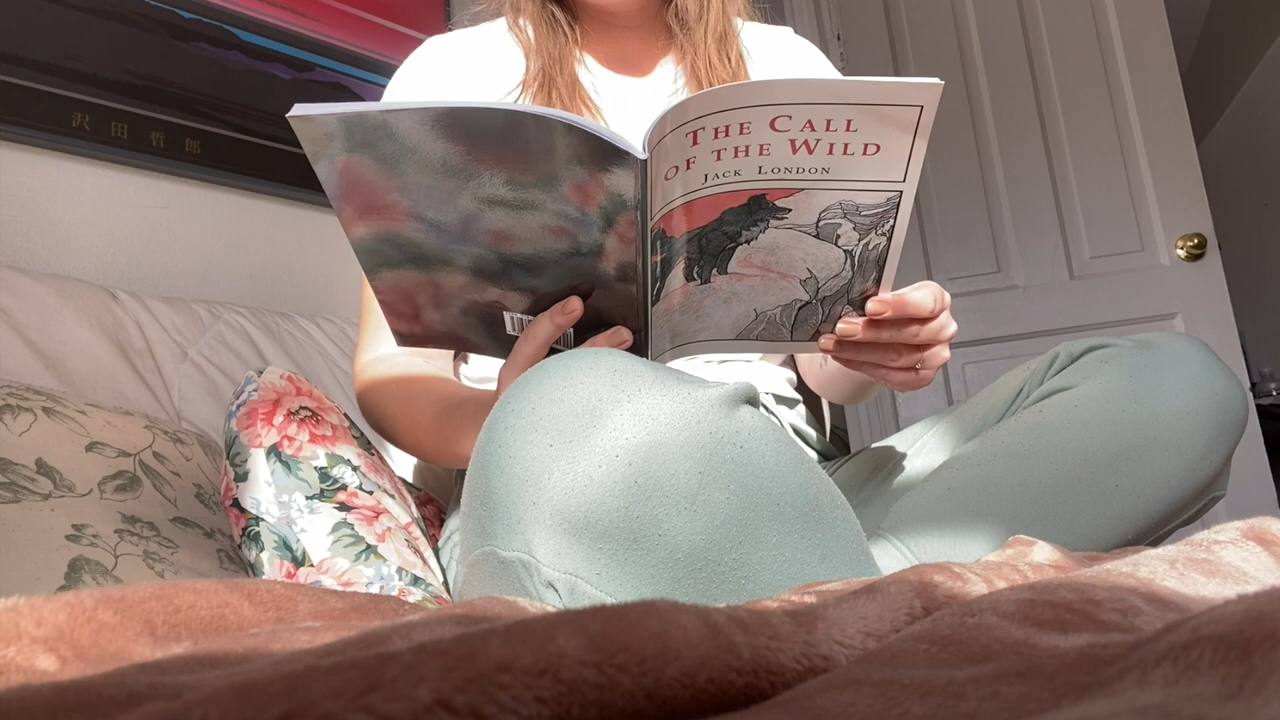 沢田哲郎
THE CALL
OF THE WILD
JACK LONDON